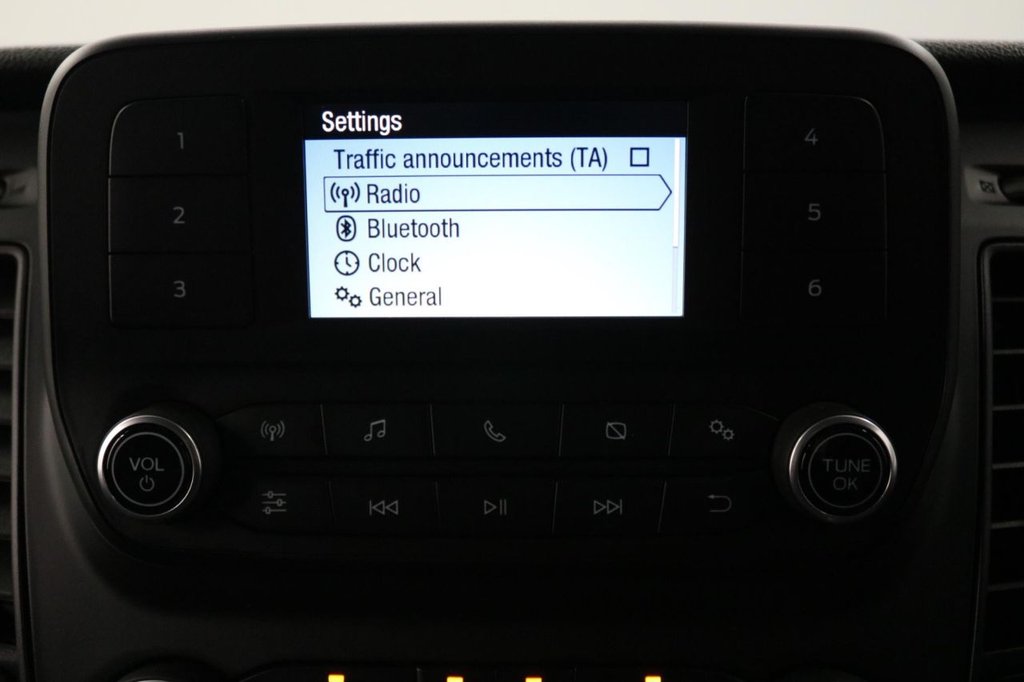 Settings
Traffic announcements (TA)
Radio
Bluetooth
Clock
General
1
2
3
4
5
6
VOL
TUNE
OK